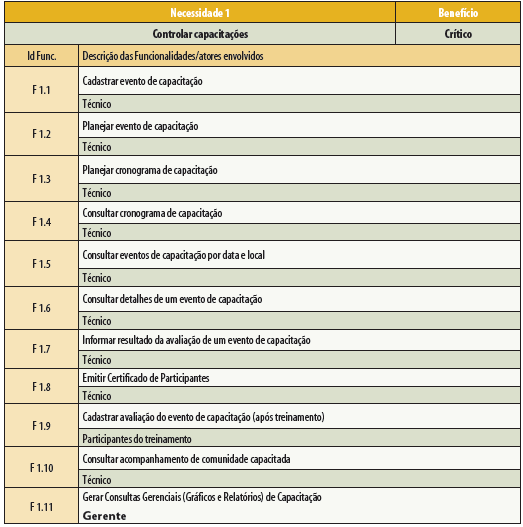 Necessidade 1 Benefício
Controlar capacitações Crítico
Id Func. Descrição das Funcionalidades/atores envolvidos
F 1.1 Cadastrar evento de capacitação
Técnico
F 1.2 Planejar evento de capacitação
Técnico
F 1.3 Planejar cronograma de capacitação
Técnico
F 1.4 Consultar cronograma de capacitação
Técnico
F 1.5 Consultar eventos de capacitação por data e local
Técnico
F 1.6 Consultar detalhes de um evento de capacitação
Técnico
F 1.7 Informar resultado da avaliação de um evento de capacitação
Técnico
F 1.8 Emitir Certificado de Participantes
Técnico
F 1.9 Cadastrar avaliação do evento de capacitação (após treinamento)
Participantes do treinamento
F 1.10 Consultar acompanhamento de comunidade capacitada
Técnico
F 1.11 Gerar Consultas Gerenciais (Gráficos e Relatórios) de Capacitação
Gerente